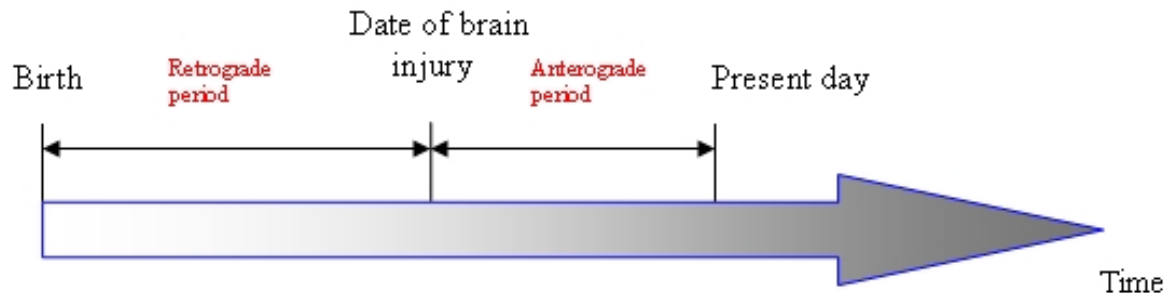 Birth
Retrograde
period
Date of brain
injury
Anterograde
period
Present day
Time